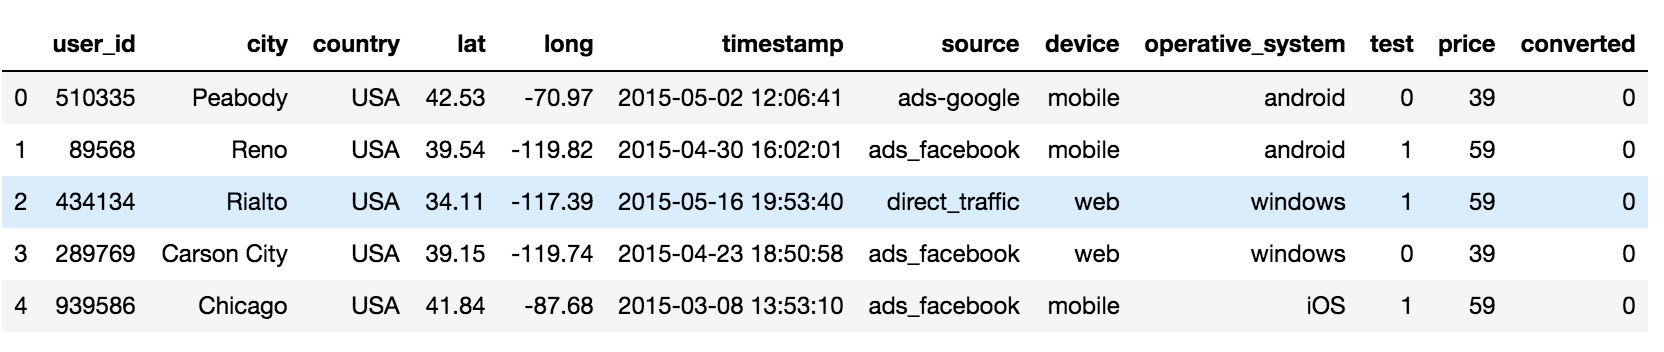 user_id city country lat long timestamp source device operative_system test price converted
0 510335 Peabody USA 42.53 -70.97 2015-05-02 12:06:41 ads-google mobile android 0 39 0
1 89568 Reno USA 39.54 -119.82 2015-04-30 16:02:01 ads_facebook mobile android 1 59 0
2 434134 Rialto USA 34.11 -117.39 2015-05-16 19:53:40 direct_traffic web windows 1 59 0
3 289769 Carson City USA 39.15 -119.74 2015-04-23 18:50:58 ads_facebook web windows 0 39 0
4 939586 Chicago USA 41.84 -87.68 2015-03-08 13:53:10 ads_facebook mobile iOS 1 59 0